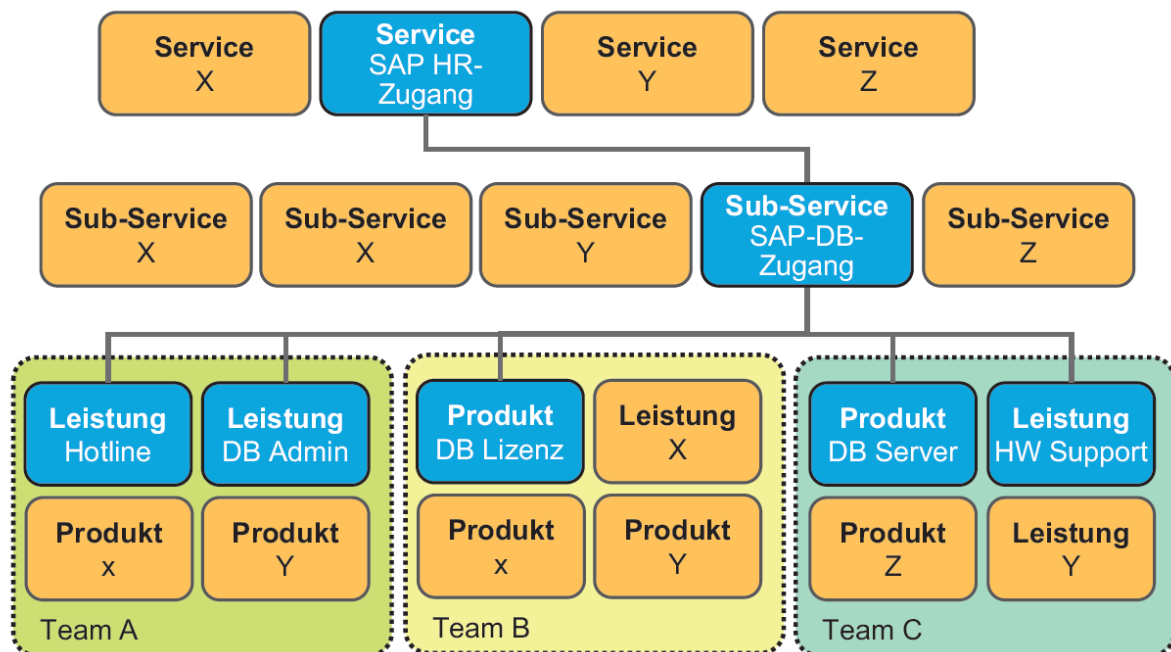 Service
X
Service
SAP HR-
Zugang
Service
Y
Service
Z
Sub-Service
X
Sub-Service
X
Sub-Service
Y
Sub-Service
SAP-DB-
Zugang
Sub-Service
Z
Leistung
Hotline
Leistung
DB Admin
Produkt
x
Produkt
Y
Team A
Produkt
DB Lizenz
Leistung
X
Produkt
x
Produkt
Y
Team B
Produkt
DB Server
Leistung
HW Support
Produkt
Z
Leistung
Y
Team C